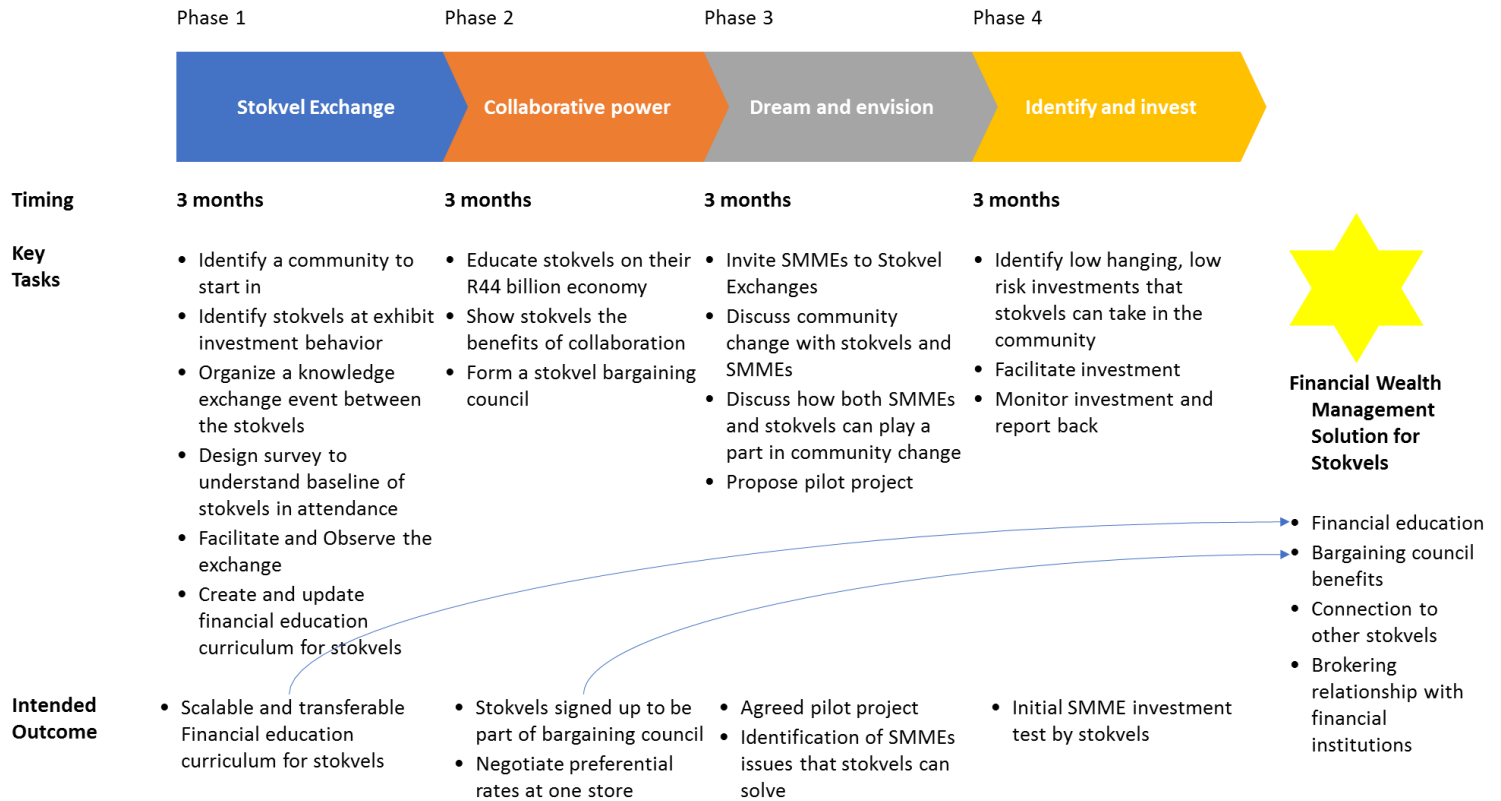 Phase 1
Phase 2
Phase 3
Phase 4
Stokvel Exchange
Collaborative power
Dream and envision
Identify and invest
Timing
3 months
3 months
3 months
3 months
Key
Tasks
• Identify a community to
start in
• Identify stokvels at exhibit
investment behavior
• Organize a knowledge
exchange event between
the stokvels
• Design survey to
understand baseline of
stokvels in attendance
• Facilitate and Observe the
exchange
• Create and update
financial education
curriculum for stokvels
• Educate stokvels on their
R44 billion economy
• Show stokvels the
benefits of collaboration
• Form a stokvel bargaining
council
• Invite SMMEs to Stokvel
Exchanges
• Discuss community
change with stokvels and
SMMEs
• Discuss how both SMMEs
and stokvels can play a
part in community change
• Propose pilot project
• Identify low hanging, low
risk investments that
stokvels can take in the
community
• Facilitate investment
• Monitor investment and
report back
Financial Wealth
Management
Solution for
Stokvels
• Financial education
• Bargaining council
benefits
• Connection to
other stokvels
• Brokering
relationship with
financial
institutions
Intended
Outcome
• Scalable and transferable
Financial education
curriculum for stokvels
• Stokvels signed up to be
part of bargaining council
• Negotiate preferential
rates at one store
• Agreed pilot project
• Identification of SMMEs
issues that stokvels can
solve
• Initial SMME investment
test by stokvels